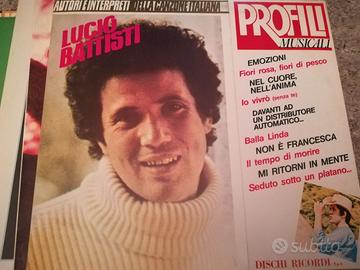 AUTORI E INTERPRETI DELLA CANZONE ITALIANA
LUCIO
BATTISTI
PROFILI
MUSICALI
EMOZIONI
Fiori rosa, fiori di pesco
NEL CUORE,
NELL'ANIMA
Io vivrò (senza te)
DAVANTI AD
UN DISTRIBUTORE
AUTOMATICO...
Balla Linda
NON È FRANCESCA
Il tempo di morire
MI RITORNI IN MENTE
Seduto sotto un platano...
DISCHI RICORDI
subito